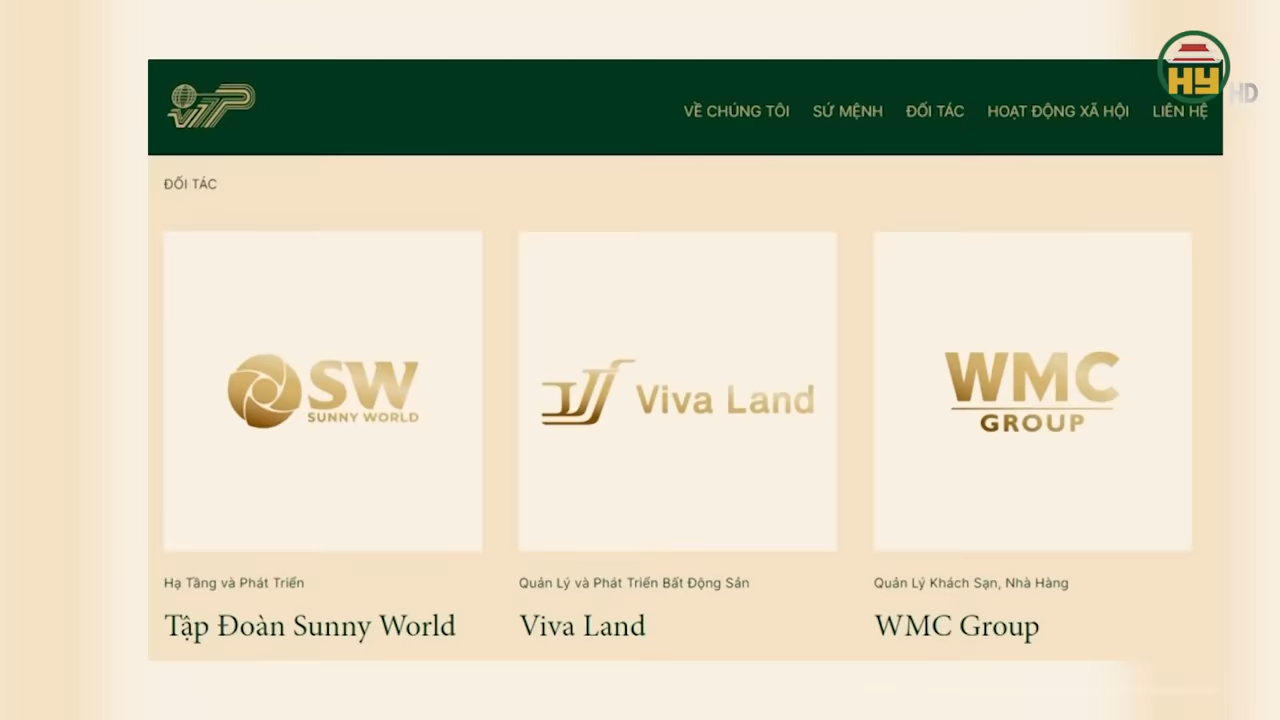 VTP
VỀ CHÚNG TÔI SỨ MỆNH ĐỐI TÁC HOẠT ĐỘNG XÃ HỘI LIÊN HỆ
HY HD
ĐỐI TÁC
SW
SUNNY WORLD
Viva Land
WMC
GROUP
Hạ Tầng và Phát Triển
Tập Đoàn Sunny World
Quản Lý và Phát Triển Bất Động Sản
Viva Land
Quản Lý Khách Sạn, Nhà Hàng
WMC Group